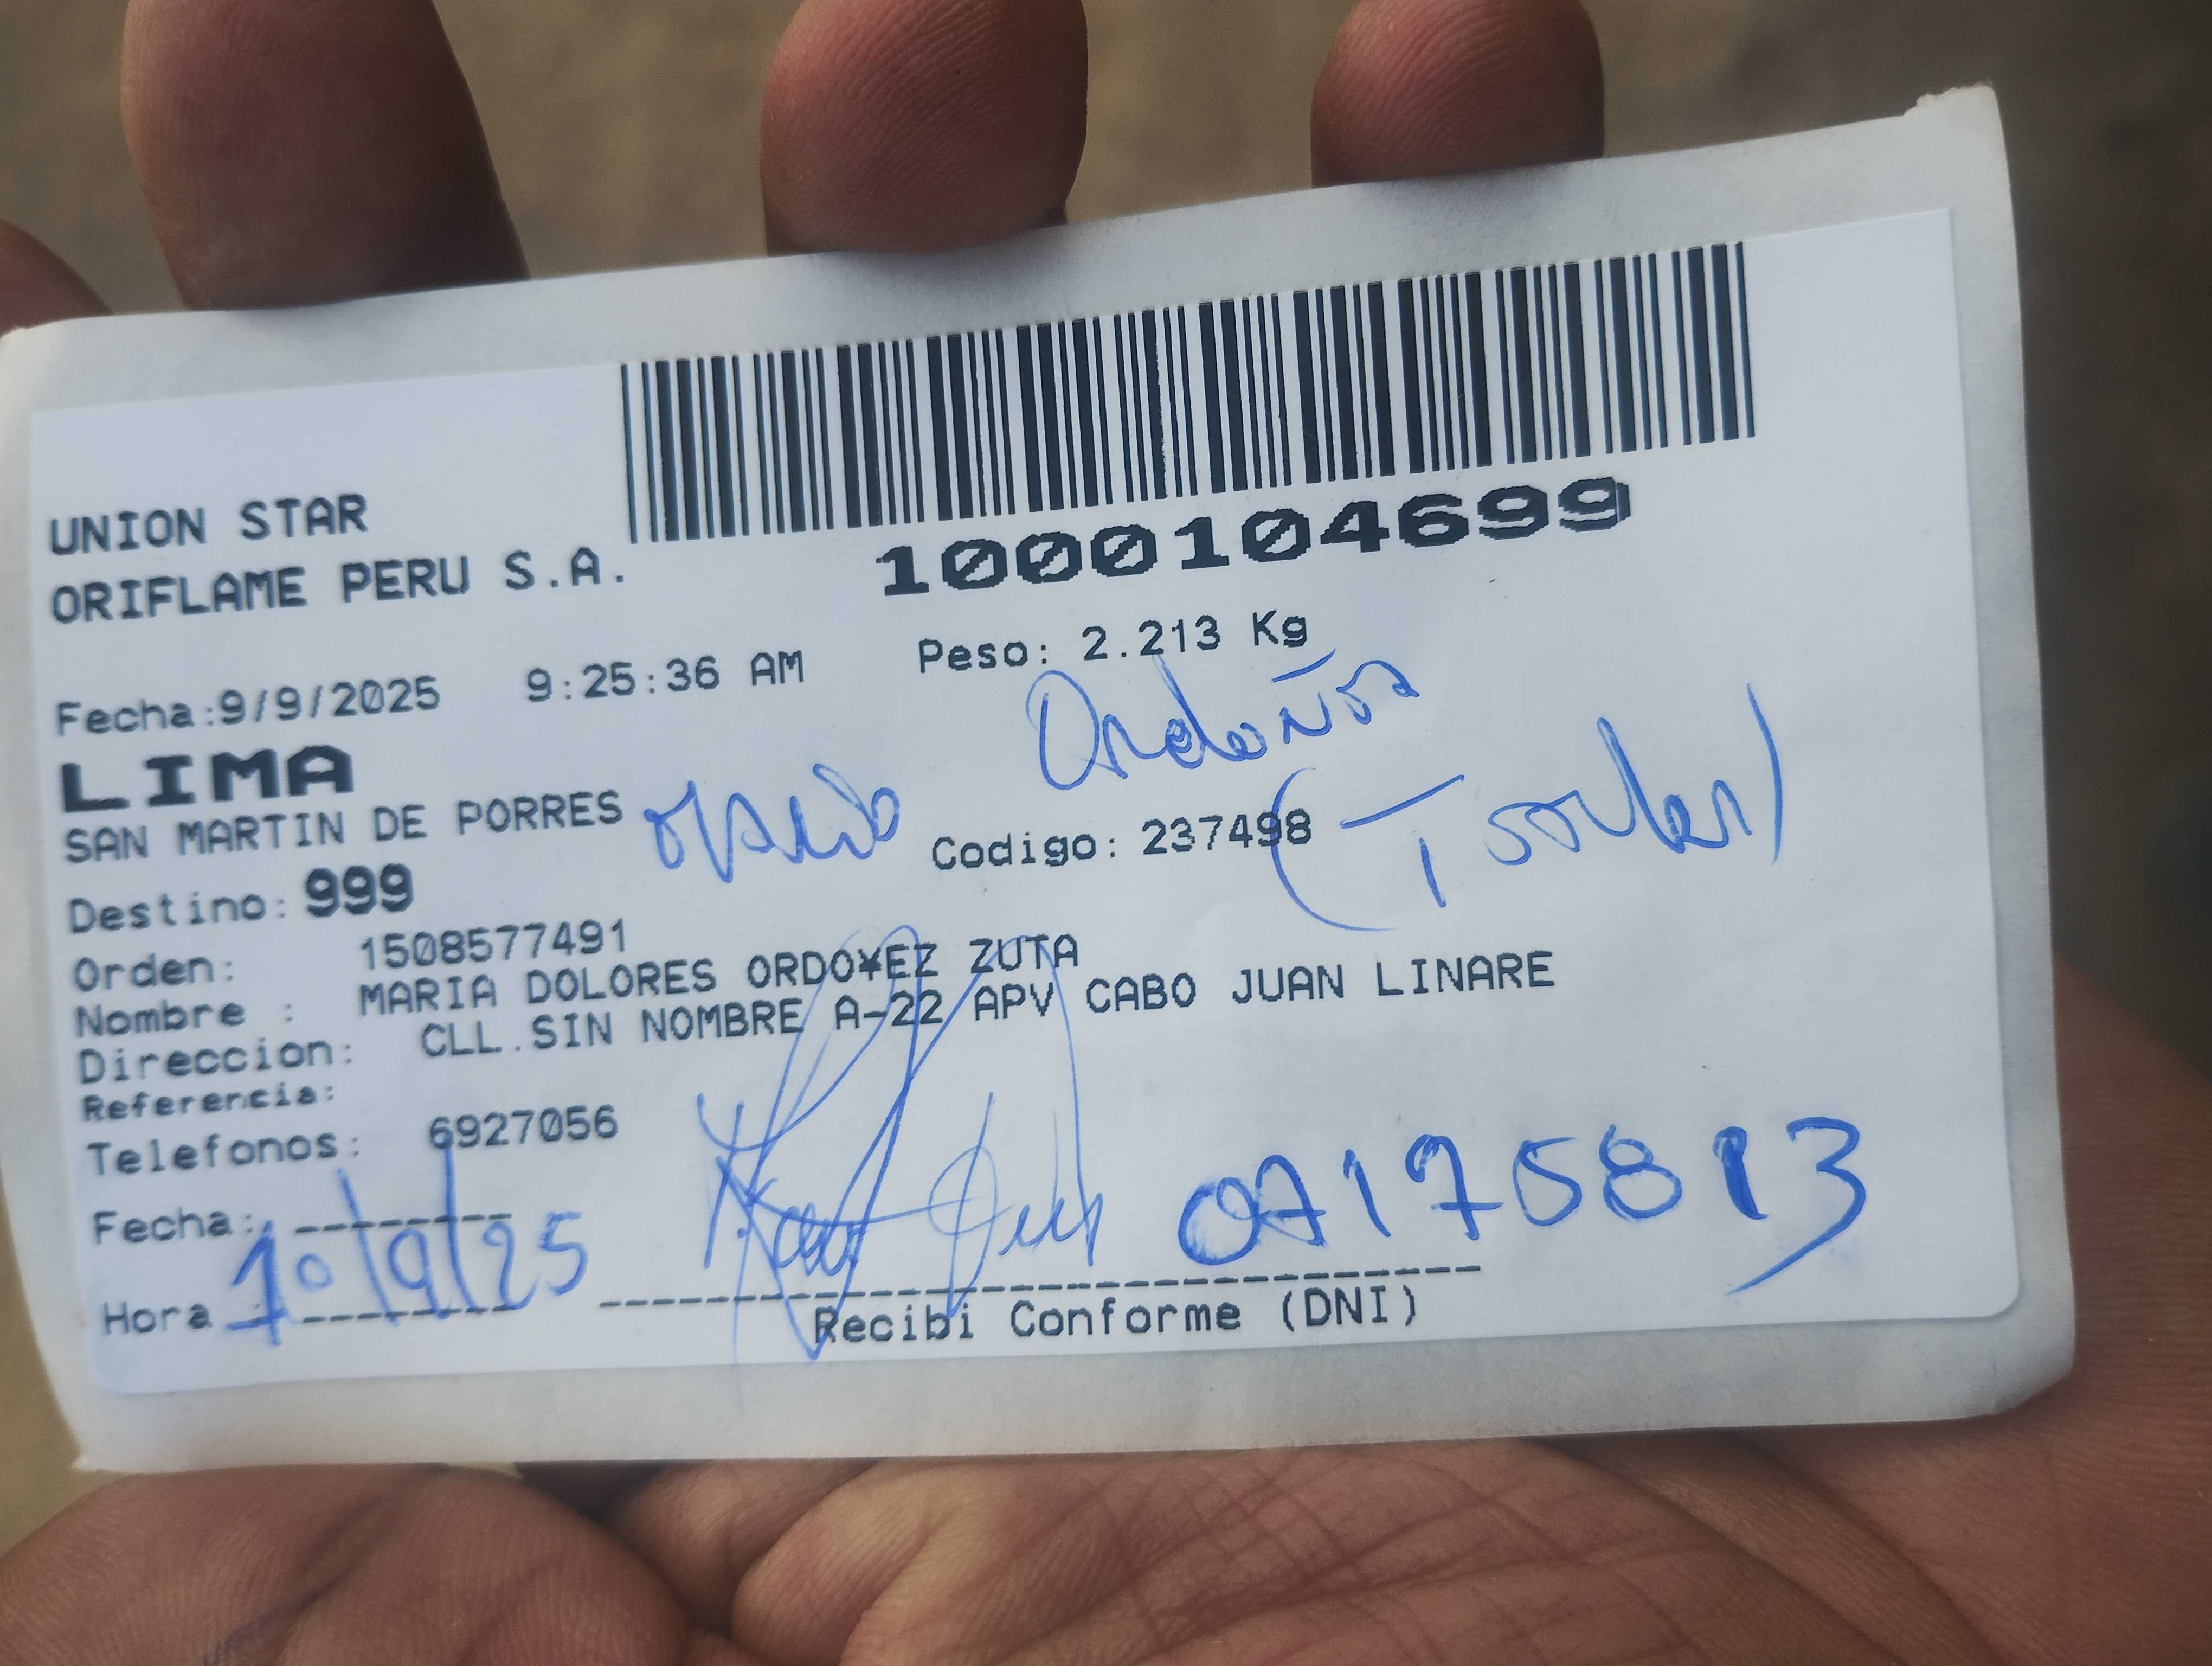 UNION STAR
ORIFLAME PERU S.A.
1000104699
Fecha:9/9/2025 9:25:36 AM Peso: 2.213 Kg
LIMA
SAN MARTIN DE PORRES
Codigo: 237498
Destino: 999
Orden: 1508577491
Nombre : MARIA DOLORES ORDO¥EZ ZUTA
Direccion: CLL.SIN NOMBRE A-22 APV CABO JUAN LINARE
Referencia:
Telefonos: 6927056
Fecha:
10/9/25
07175813
Hora
Recibi Conforme (DNI)